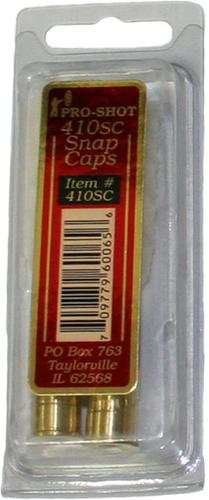 PRO-SHOT
410SC
Snap
Caps
Item #
410SC
7 09779 60065 6
PO Box 763
Taylorville
IL 62568